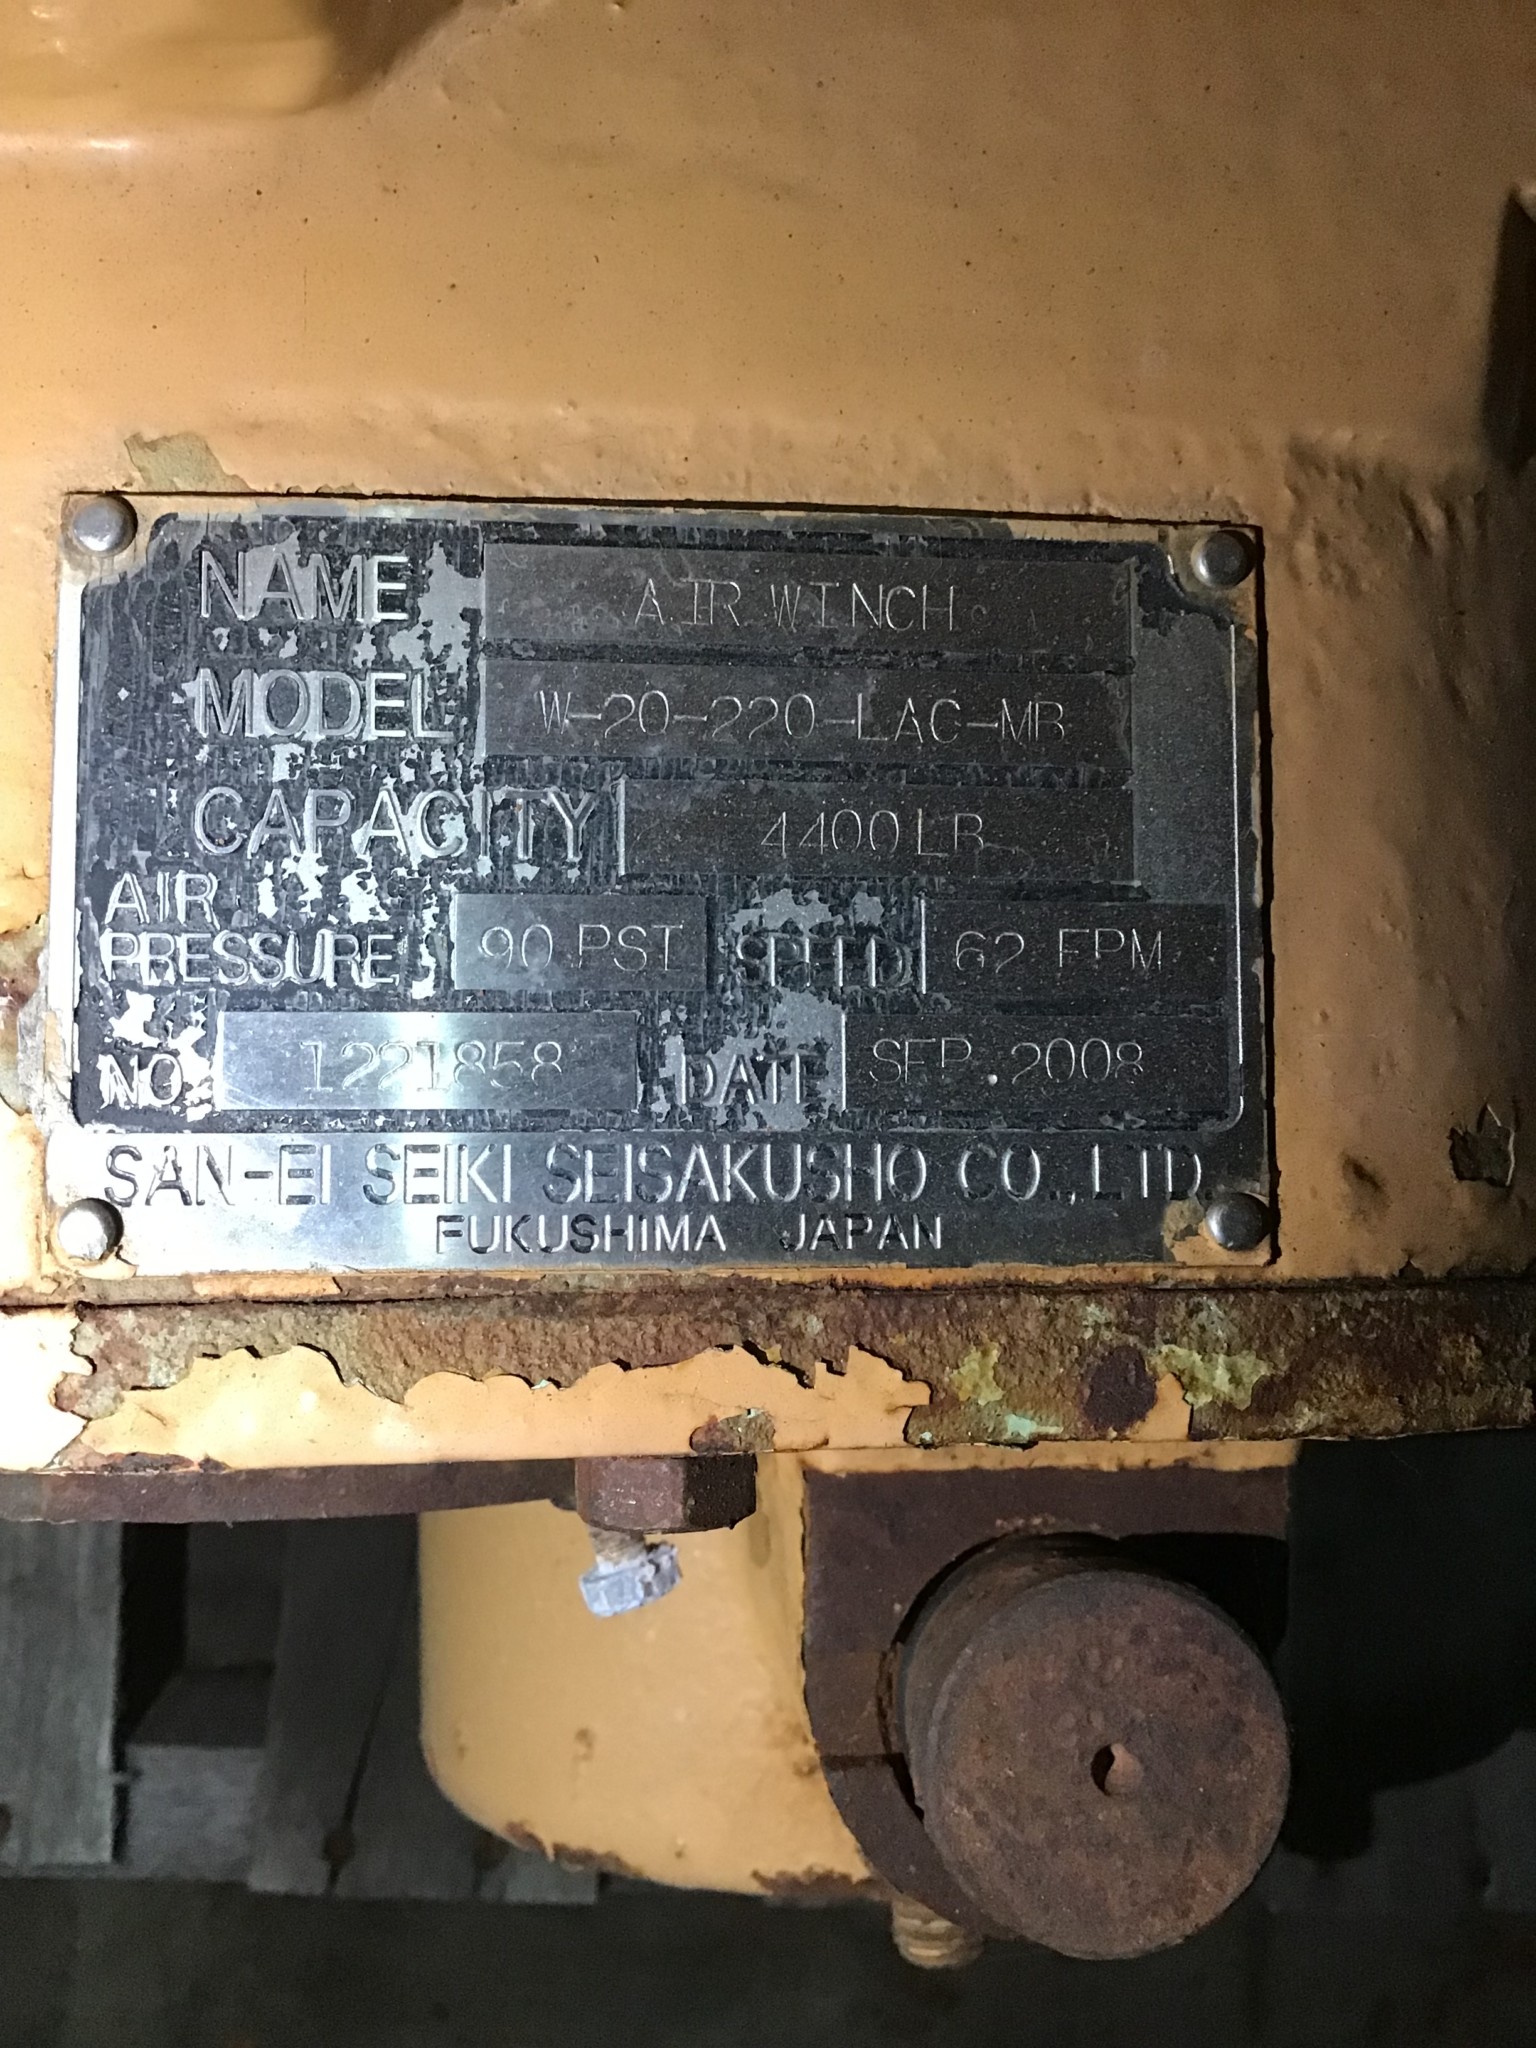 NAME AIR WINCH
MODEL W-20-220-LAC-MB
CAPACITY 4400 LB
AIR PRESSURE 90 PSI SPEED 62 FPM
NO. 1221858 DATE SEP. 2008
SAN-EI SEIKI SEISAKUSHO CO., LTD.
FUKUSHIMA JAPAN